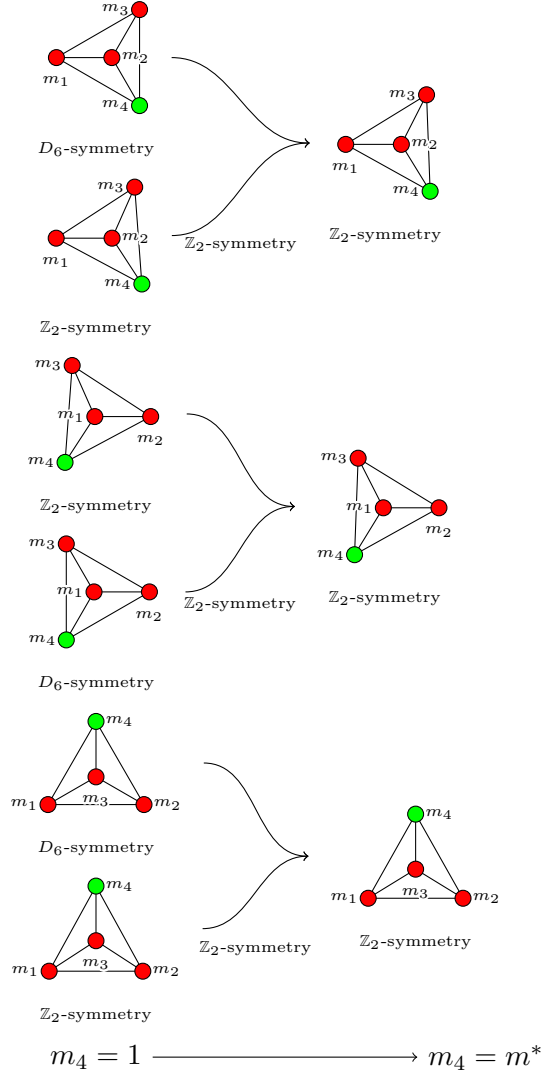 m₃
m₂
m₁
m₄
D₆-symmetry
m₃
m₂
m₁
m₄
ℤ₂-symmetry
ℤ₂-symmetry
m₃
m₂
m₁
m₄
ℤ₂-symmetry
m₃
m₁
m₂
m₄
ℤ₂-symmetry
m₃
m₁
m₂
m₄
ℤ₂-symmetry
D₆-symmetry
m₃
m₁
m₂
m₄
ℤ₂-symmetry
m₄
m₁
m₃
m₂
D₆-symmetry
m₄
m₁
m₃
m₂
ℤ₂-symmetry
ℤ₂-symmetry
m₄
m₁
m₃
m₂
ℤ₂-symmetry
m₄ = 1
m₄ = m*